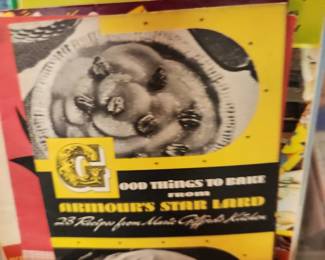 GOOD THINGS TO BAKE
FROM
ARMOUR'S STAR LARD
28 Recipes from Marie Gifford's Kitchen